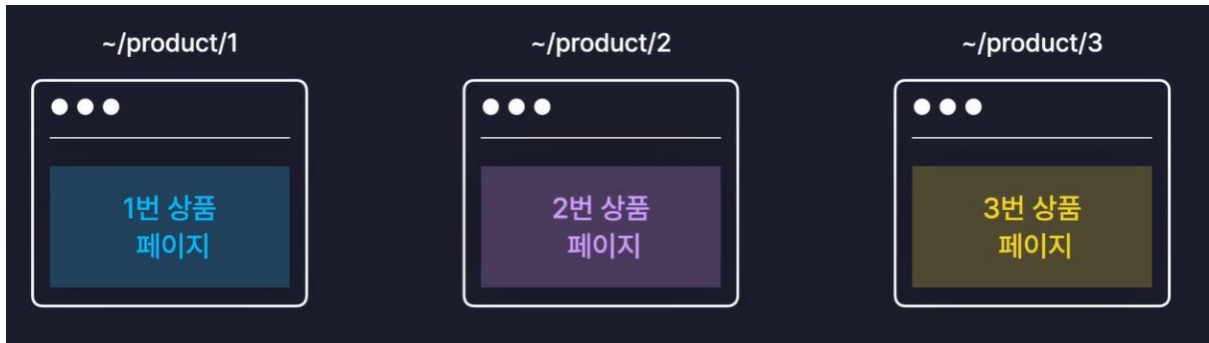 ~/product/1
~/product/2
~/product/3
1번 상품
페이지
2번 상품
페이지
3번 상품
페이지